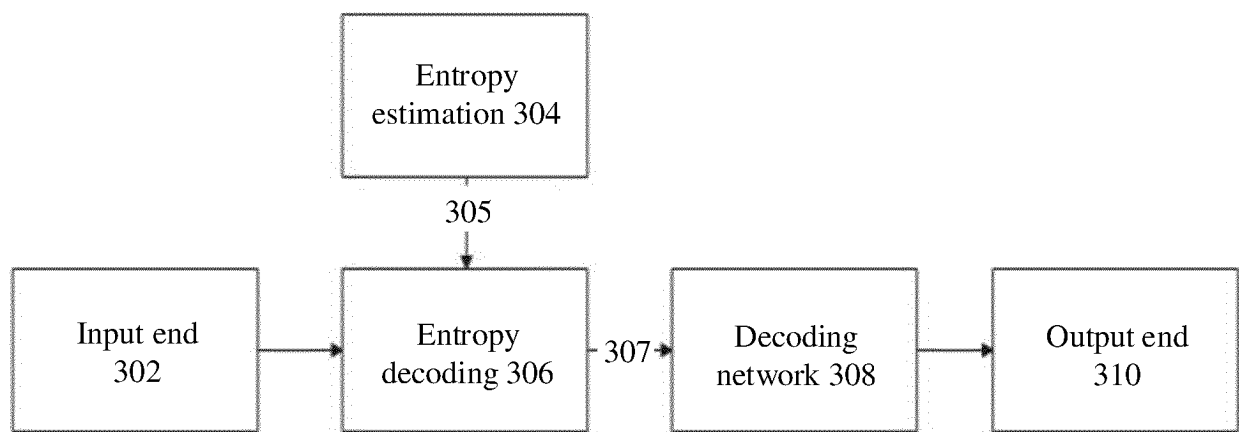 Entropy
estimation 304
305
Input end
302
Entropy
decoding 306
307
Decoding
network 308
Output end
310